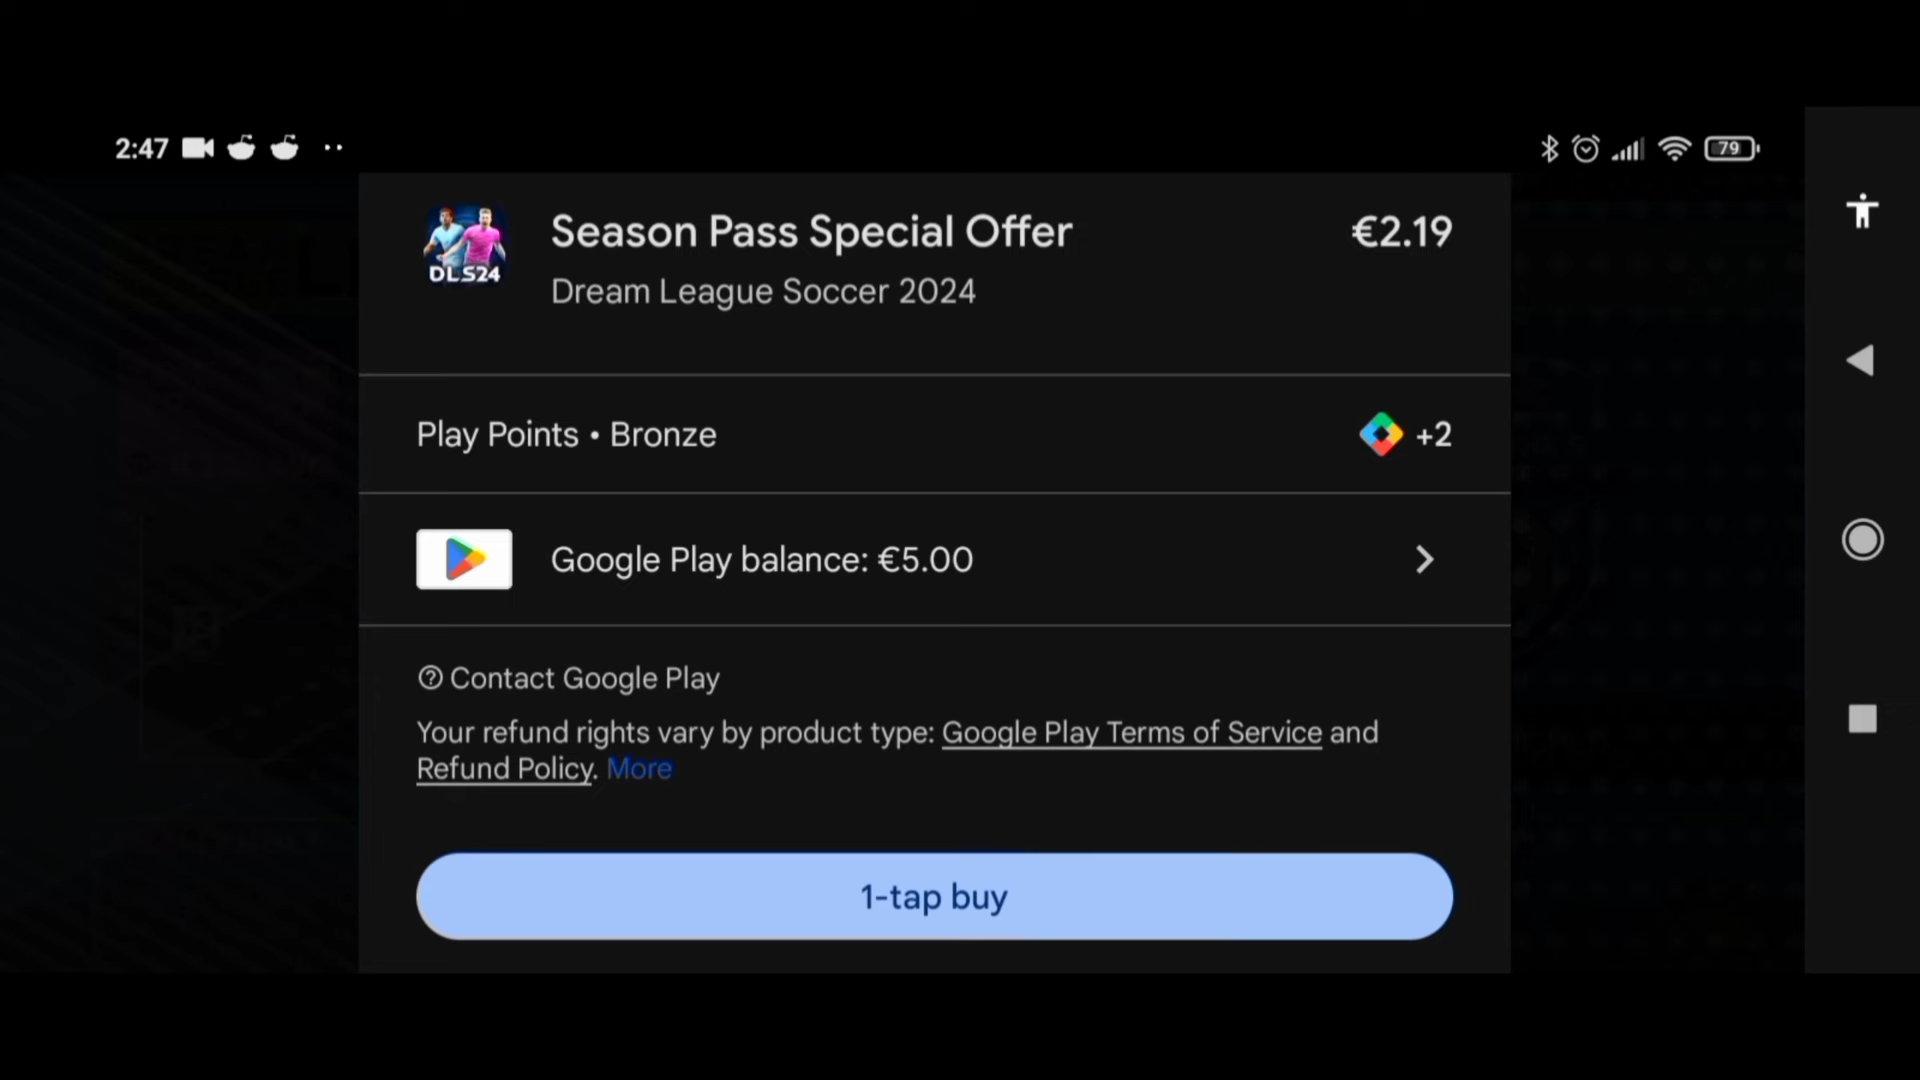 2:47
79
Season Pass Special Offer
€2.19
DLS24
Dream League Soccer 2024
Play Points • Bronze
+2
Google Play balance: €5.00
Contact Google Play
Your refund rights vary by product type: Google Play Terms of Service and
Refund Policy. More
1-tap buy